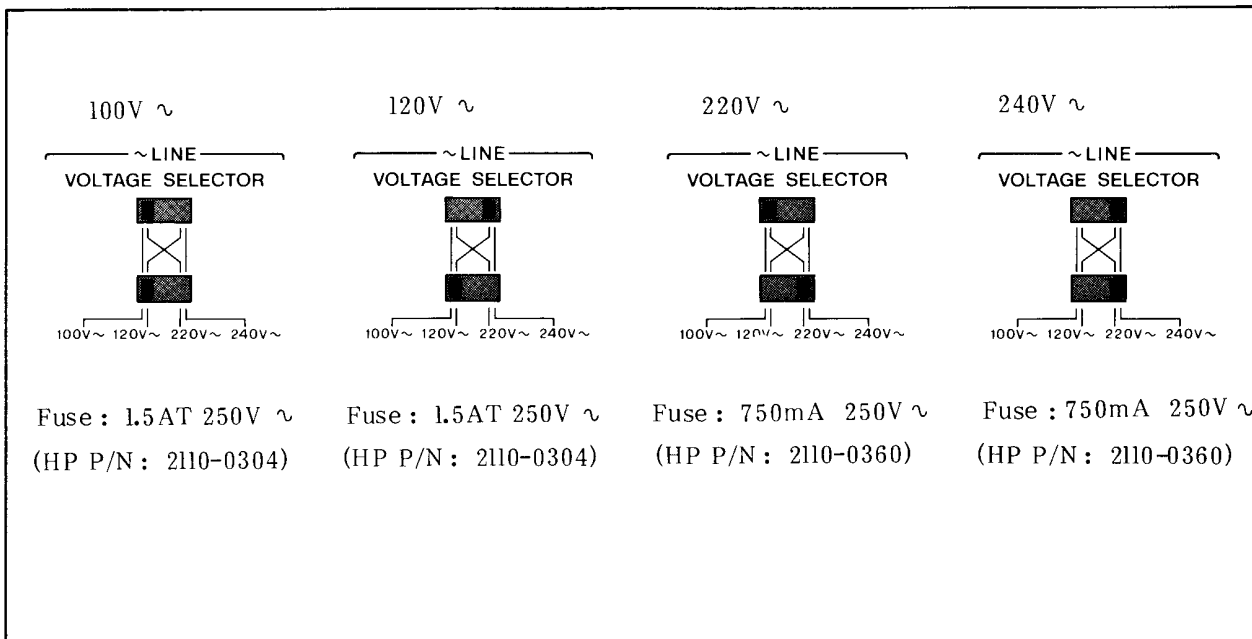 100V ~
120V ~
220V ~
240V ~
~LINE
VOLTAGE SELECTOR
100V~ 120V~ 220V~ 240V~
Fuse : 1.5AT 250V ~
(HP P/N : 2110-0304)
~LINE
VOLTAGE SELECTOR
100V~ 120V~ 220V~ 240V~
Fuse : 1.5AT 250V ~
(HP P/N : 2110-0304)
~LINE
VOLTAGE SELECTOR
100V~ 120V~ 220V~ 240V~
Fuse : 750mA 250V ~
(HP P/N : 2110-0360)
~LINE
VOLTAGE SELECTOR
100V~ 120V~ 220V~ 240V~
Fuse : 750mA 250V ~
(HP P/N : 2110-0360)